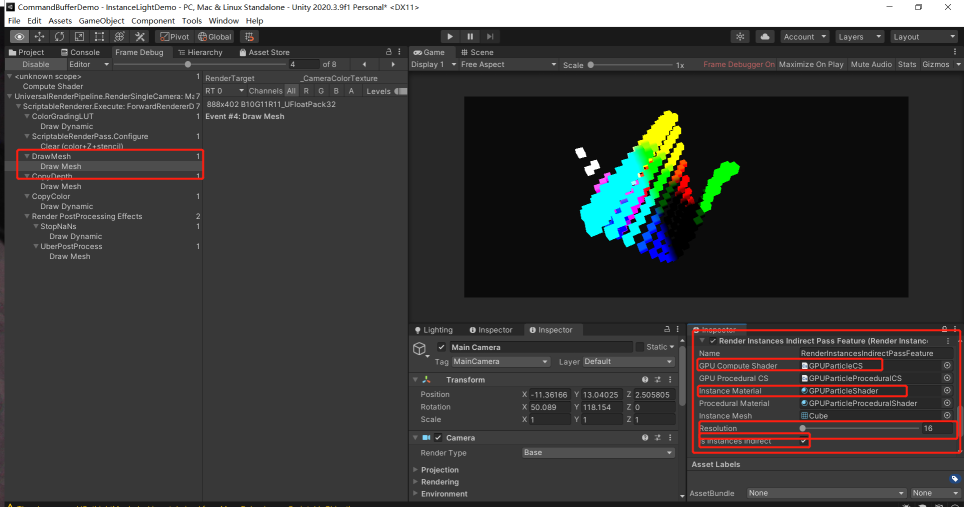 CommandBufferDemo - InstanceLightDemo - PC, Mac & Linux Standalone - Unity 2020.3.9f1 Personal* <DX11>
File Edit Assets GameObject Component Tools Window Help
Pivot Global Account Layers Layout
Project Console Frame Debug Hierarchy Asset Store
Disable Editor 4 of 8
<unknown scope> 1
Compute Shader
UniversalRenderPipeline.RenderSingleCamera: Ma 7
ScriptableRenderer.Execute: ForwardRendererD 7
ColorGradingLUT 1
Draw Dynamic
ScriptableRenderPass.Configure 1
Clear (color+Z+stencil)
DrawMesh 1
Draw Mesh
CopyDepth 1
Draw Mesh
CopyColor 1
Draw Dynamic
Render PostProcessing Effects 2
StopNaNs 1
Draw Dynamic
UberPostProcess 1
Draw Mesh
RenderTarget _CameraColorTexture
RT 0 Channels All R G B A Levels
888x402 B10G11R11_UFloatPack32
Event #4: Draw Mesh
Game Scene
Display 1 Free Aspect Scale 1x Frame Debugger On Maximize On Play Mute Audio Stats Gizmos
Lighting Inspector Inspector
Main Camera Static
Tag MainCamera Layer Default
Transform
Position X -11.36166 Y 13.04025 Z 2.505805
Rotation X 50.089 Y 118.154 Z 0
Scale X 1 Y 1 Z 1
Camera
Render Type Base
Projection
Rendering
Environment
Inspector
Render Instances Indirect Pass Feature (Render Instanc
Name RenderInstancesIndirectPassFeature
GPU Compute Shader GPUParticleCS
GPU Procedural CS GPUParticleProceduralCS
Instance Material GPUParticleShader
Procedural Material GPUParticleProceduralShader
Instance Mesh Cube
Resolution 16
Is Instances Indirect
Asset Labels
AssetBundle None None